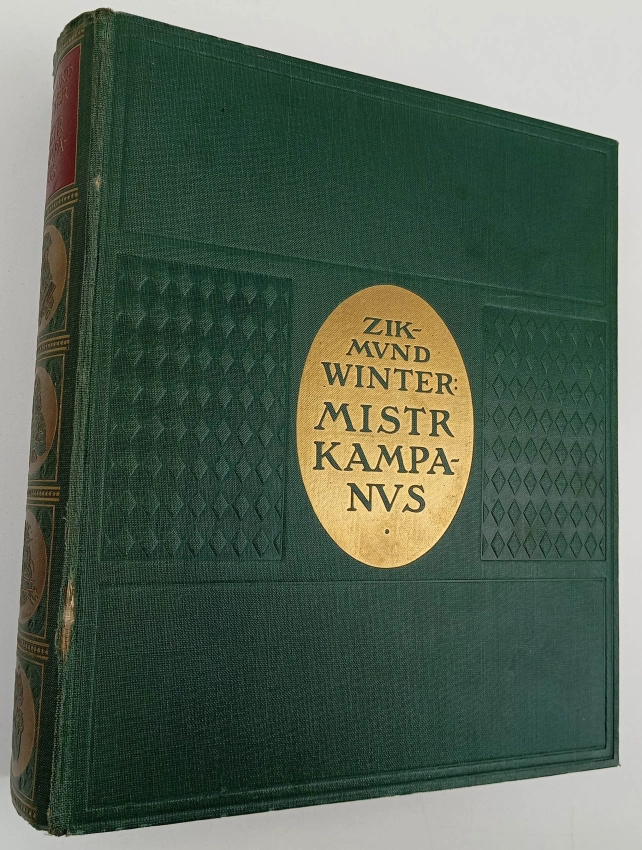 ZIK-
MVND
WINTER:
MISTR
KAMPA-
NVS